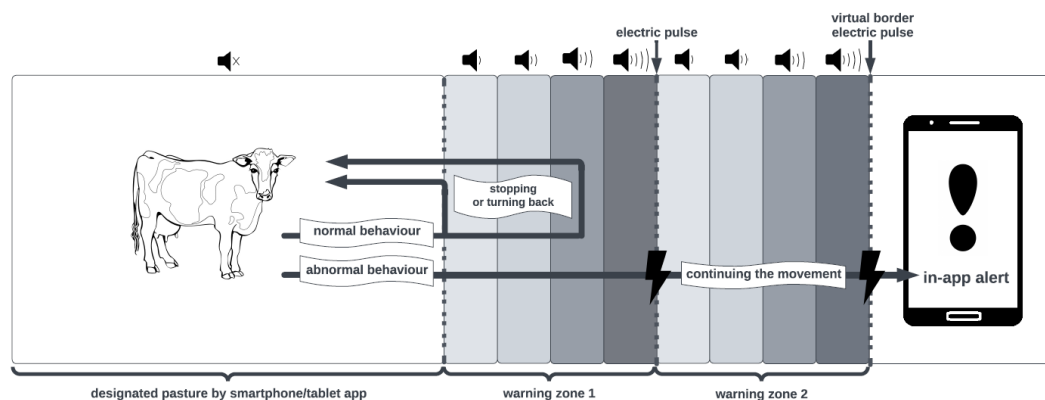 virtual border
electric pulse
electric pulse
stopping
or turning back
normal behaviour
abnormal behaviour
continuing the movement
in-app alert
designated pasture by smartphone/tablet app
warning zone 1
warning zone 2